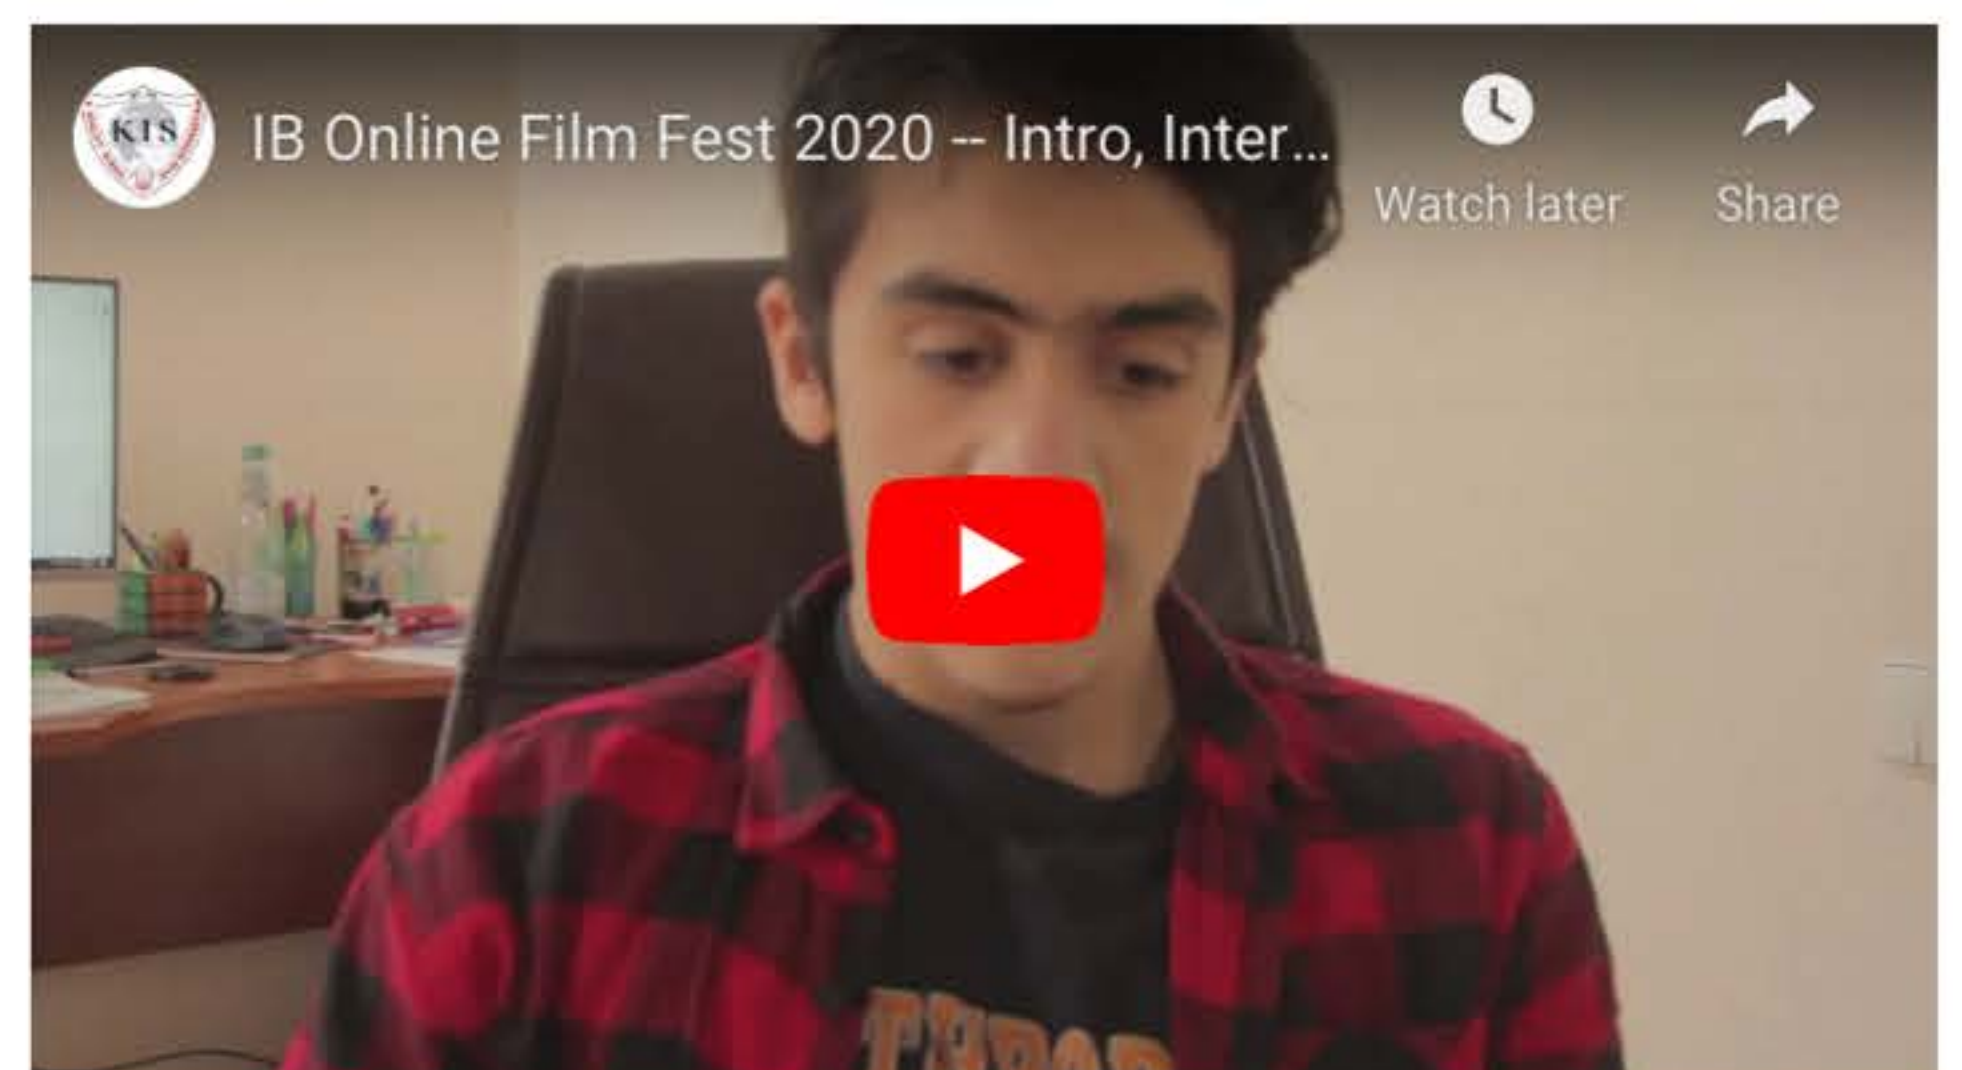 KIS
IB Online Film Fest 2020 -- Intro, Inter...
Watch later
Share